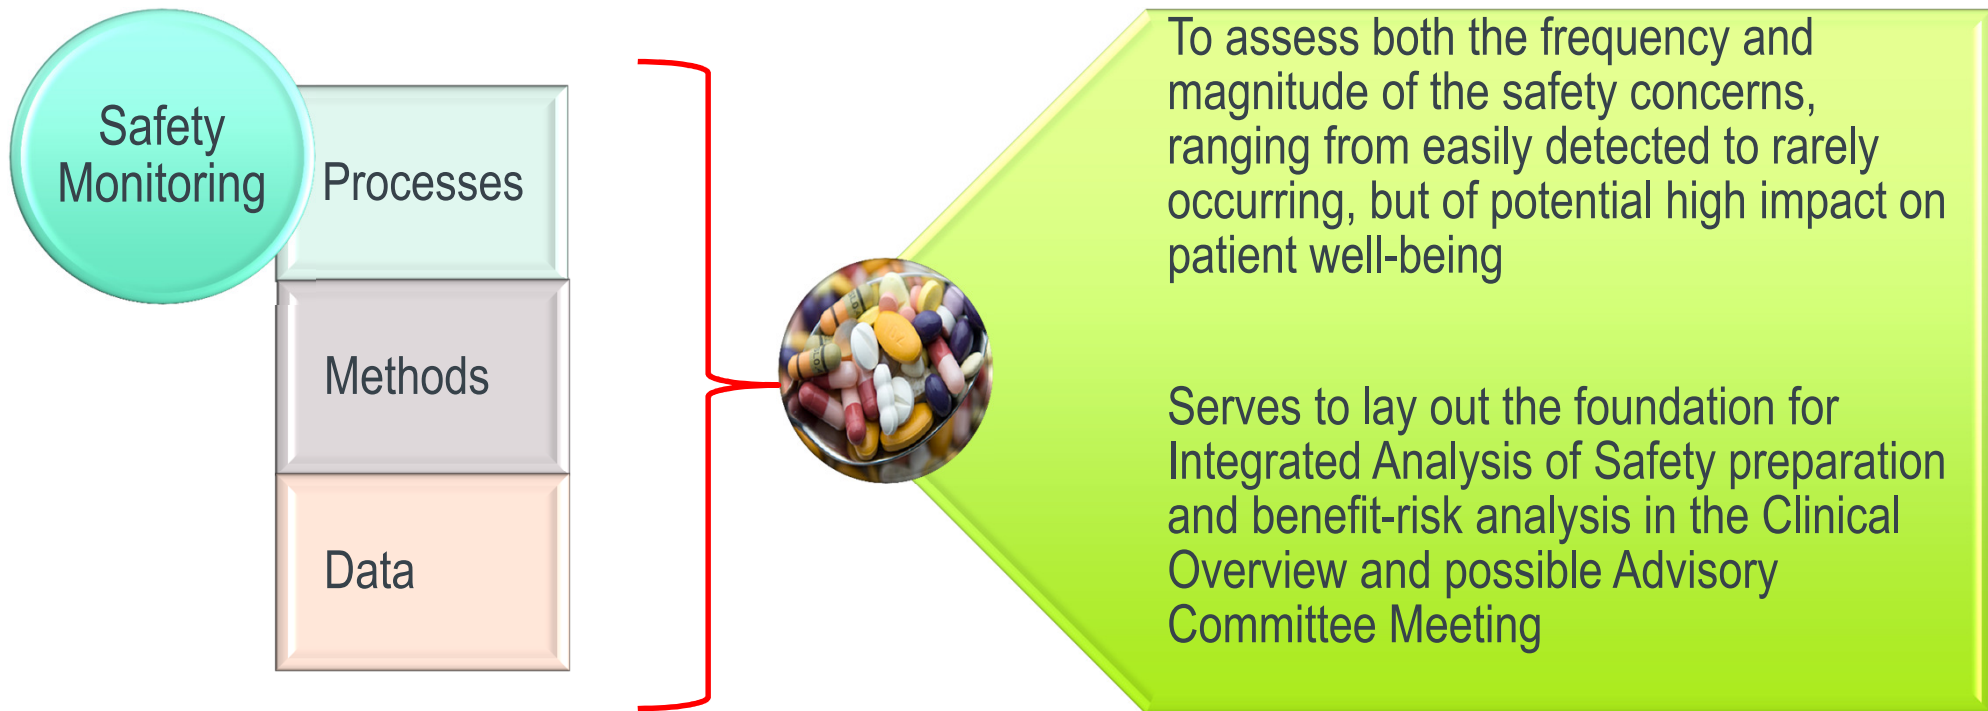 Safety
Monitoring
Processes
Methods
Data
To assess both the frequency and
magnitude of the safety concerns,
ranging from easily detected to rarely
occurring, but of potential high impact on
patient well-being
Serves to lay out the foundation for
Integrated Analysis of Safety preparation
and benefit-risk analysis in the Clinical
Overview and possible Advisory
Committee Meeting